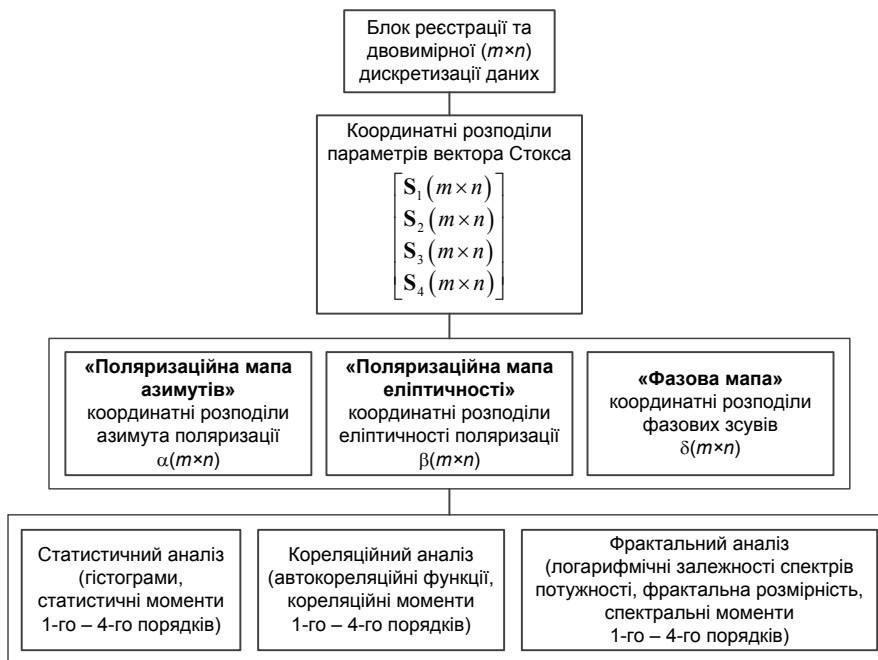 Блок реєстрації та
двовимірної (m×n)
дискретизації даних
Координатні розподіли
параметрів вектора Стокса
S₁(m×n)
S₂(m×n)
S₃(m×n)
S₄(m×n)
«Поляризаційна мапа
азимутів»
координатні розподіли
азимута поляризації
α(m×n)
«Поляризаційна мапа
еліптичності»
координатні розподіли
еліптичності поляризації
β(m×n)
«Фазова мапа»
координатні розподіли
фазових зсувів
δ(m×n)
Статистичний аналіз
(гістограми,
статистичні моменти
1-го – 4-го порядків)
Кореляційний аналіз
(автокореляційні функції,
кореляційні моменти
1-го – 4-го порядків)
Фрактальний аналіз
(логарифмічні залежності спектрів
потужності, фрактальна розмірність,
спектральні моменти
1-го – 4-го порядків)